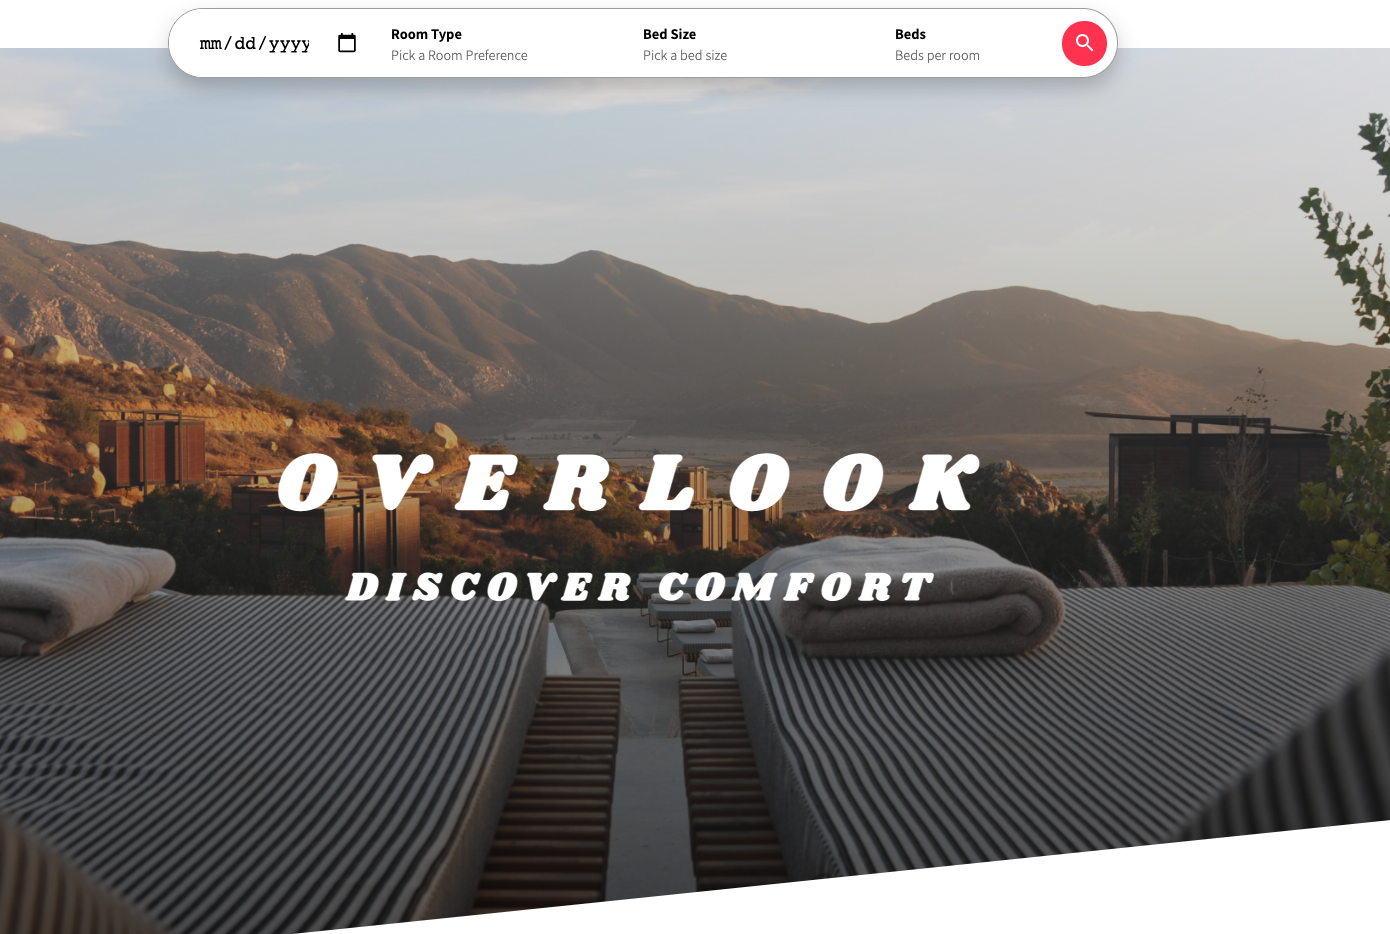 mm/dd/yyyy
Room Type
Pick a Room Preference
Bed Size
Pick a bed size
Beds
Beds per room
OVERLOOK
DISCOVER COMFORT